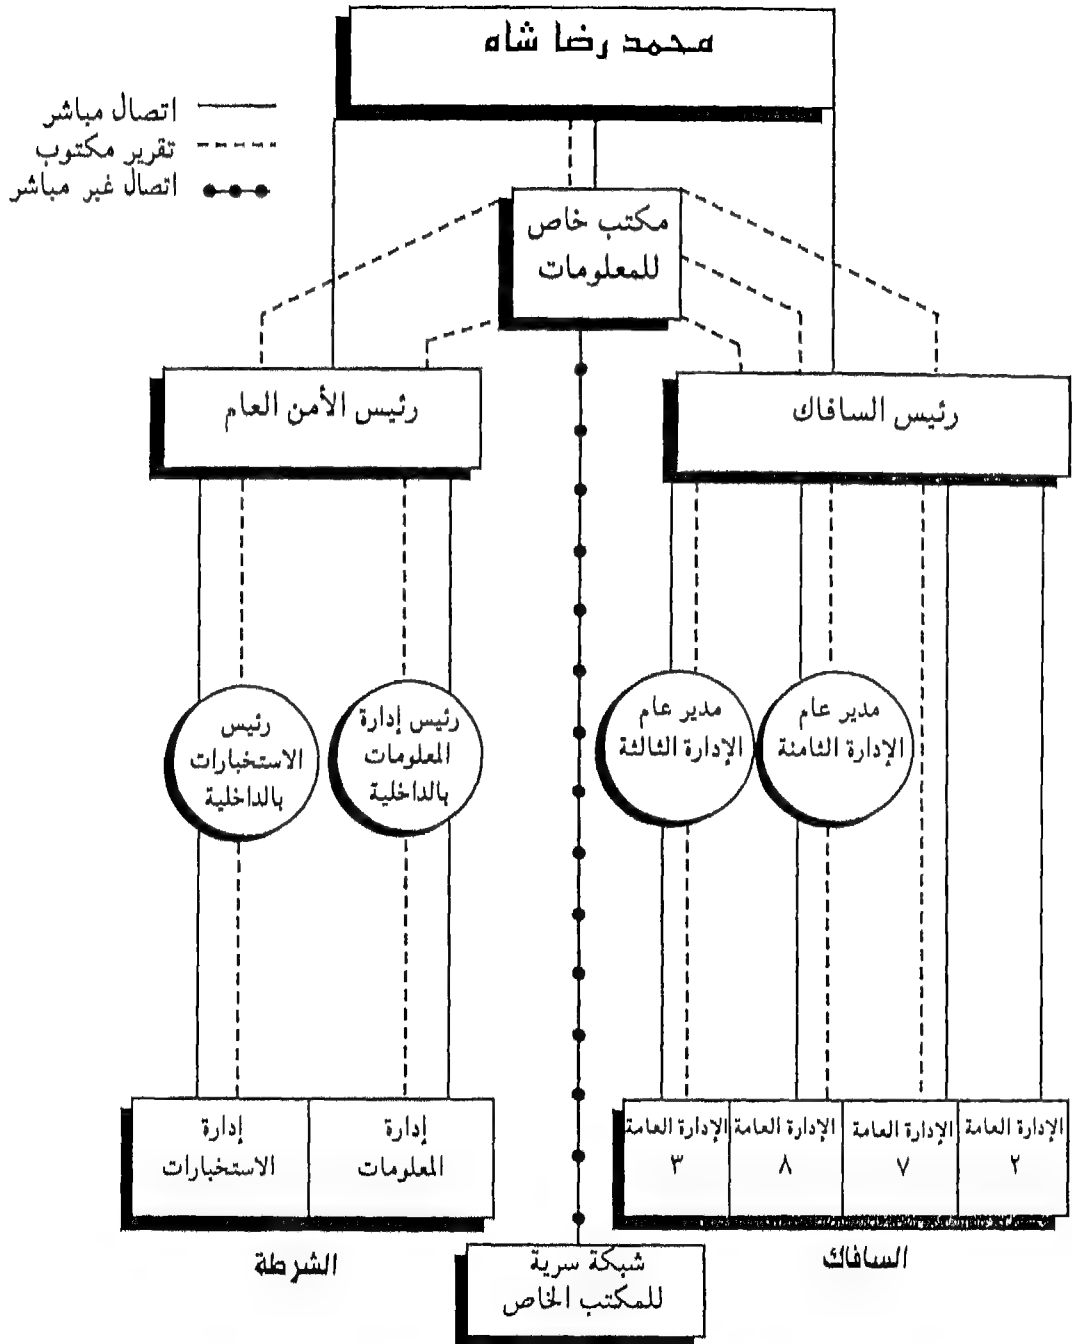 محمد رضا شاه
اتصال مباشر
تقرير مكتوب
اتصال غير مباشر
مكتب خاص
للمعلومات
رئيس السافاك
رئيس الأمن العام
مدير عام
الإدارة الثامنة
مدير عام
الإدارة الثالثة
رئيس إدارة
المعلومات
بالداخلية
رئيس
الاستخبارات
بالداخلية
الإدارة العامة
٢
الإدارة العامة
٧
الإدارة العامة
٨
الإدارة العامة
٣
إدارة
المعلومات
إدارة
الاستخبارات
السافاك
الشرطة
شبكة سرية
للمكتب الخاص